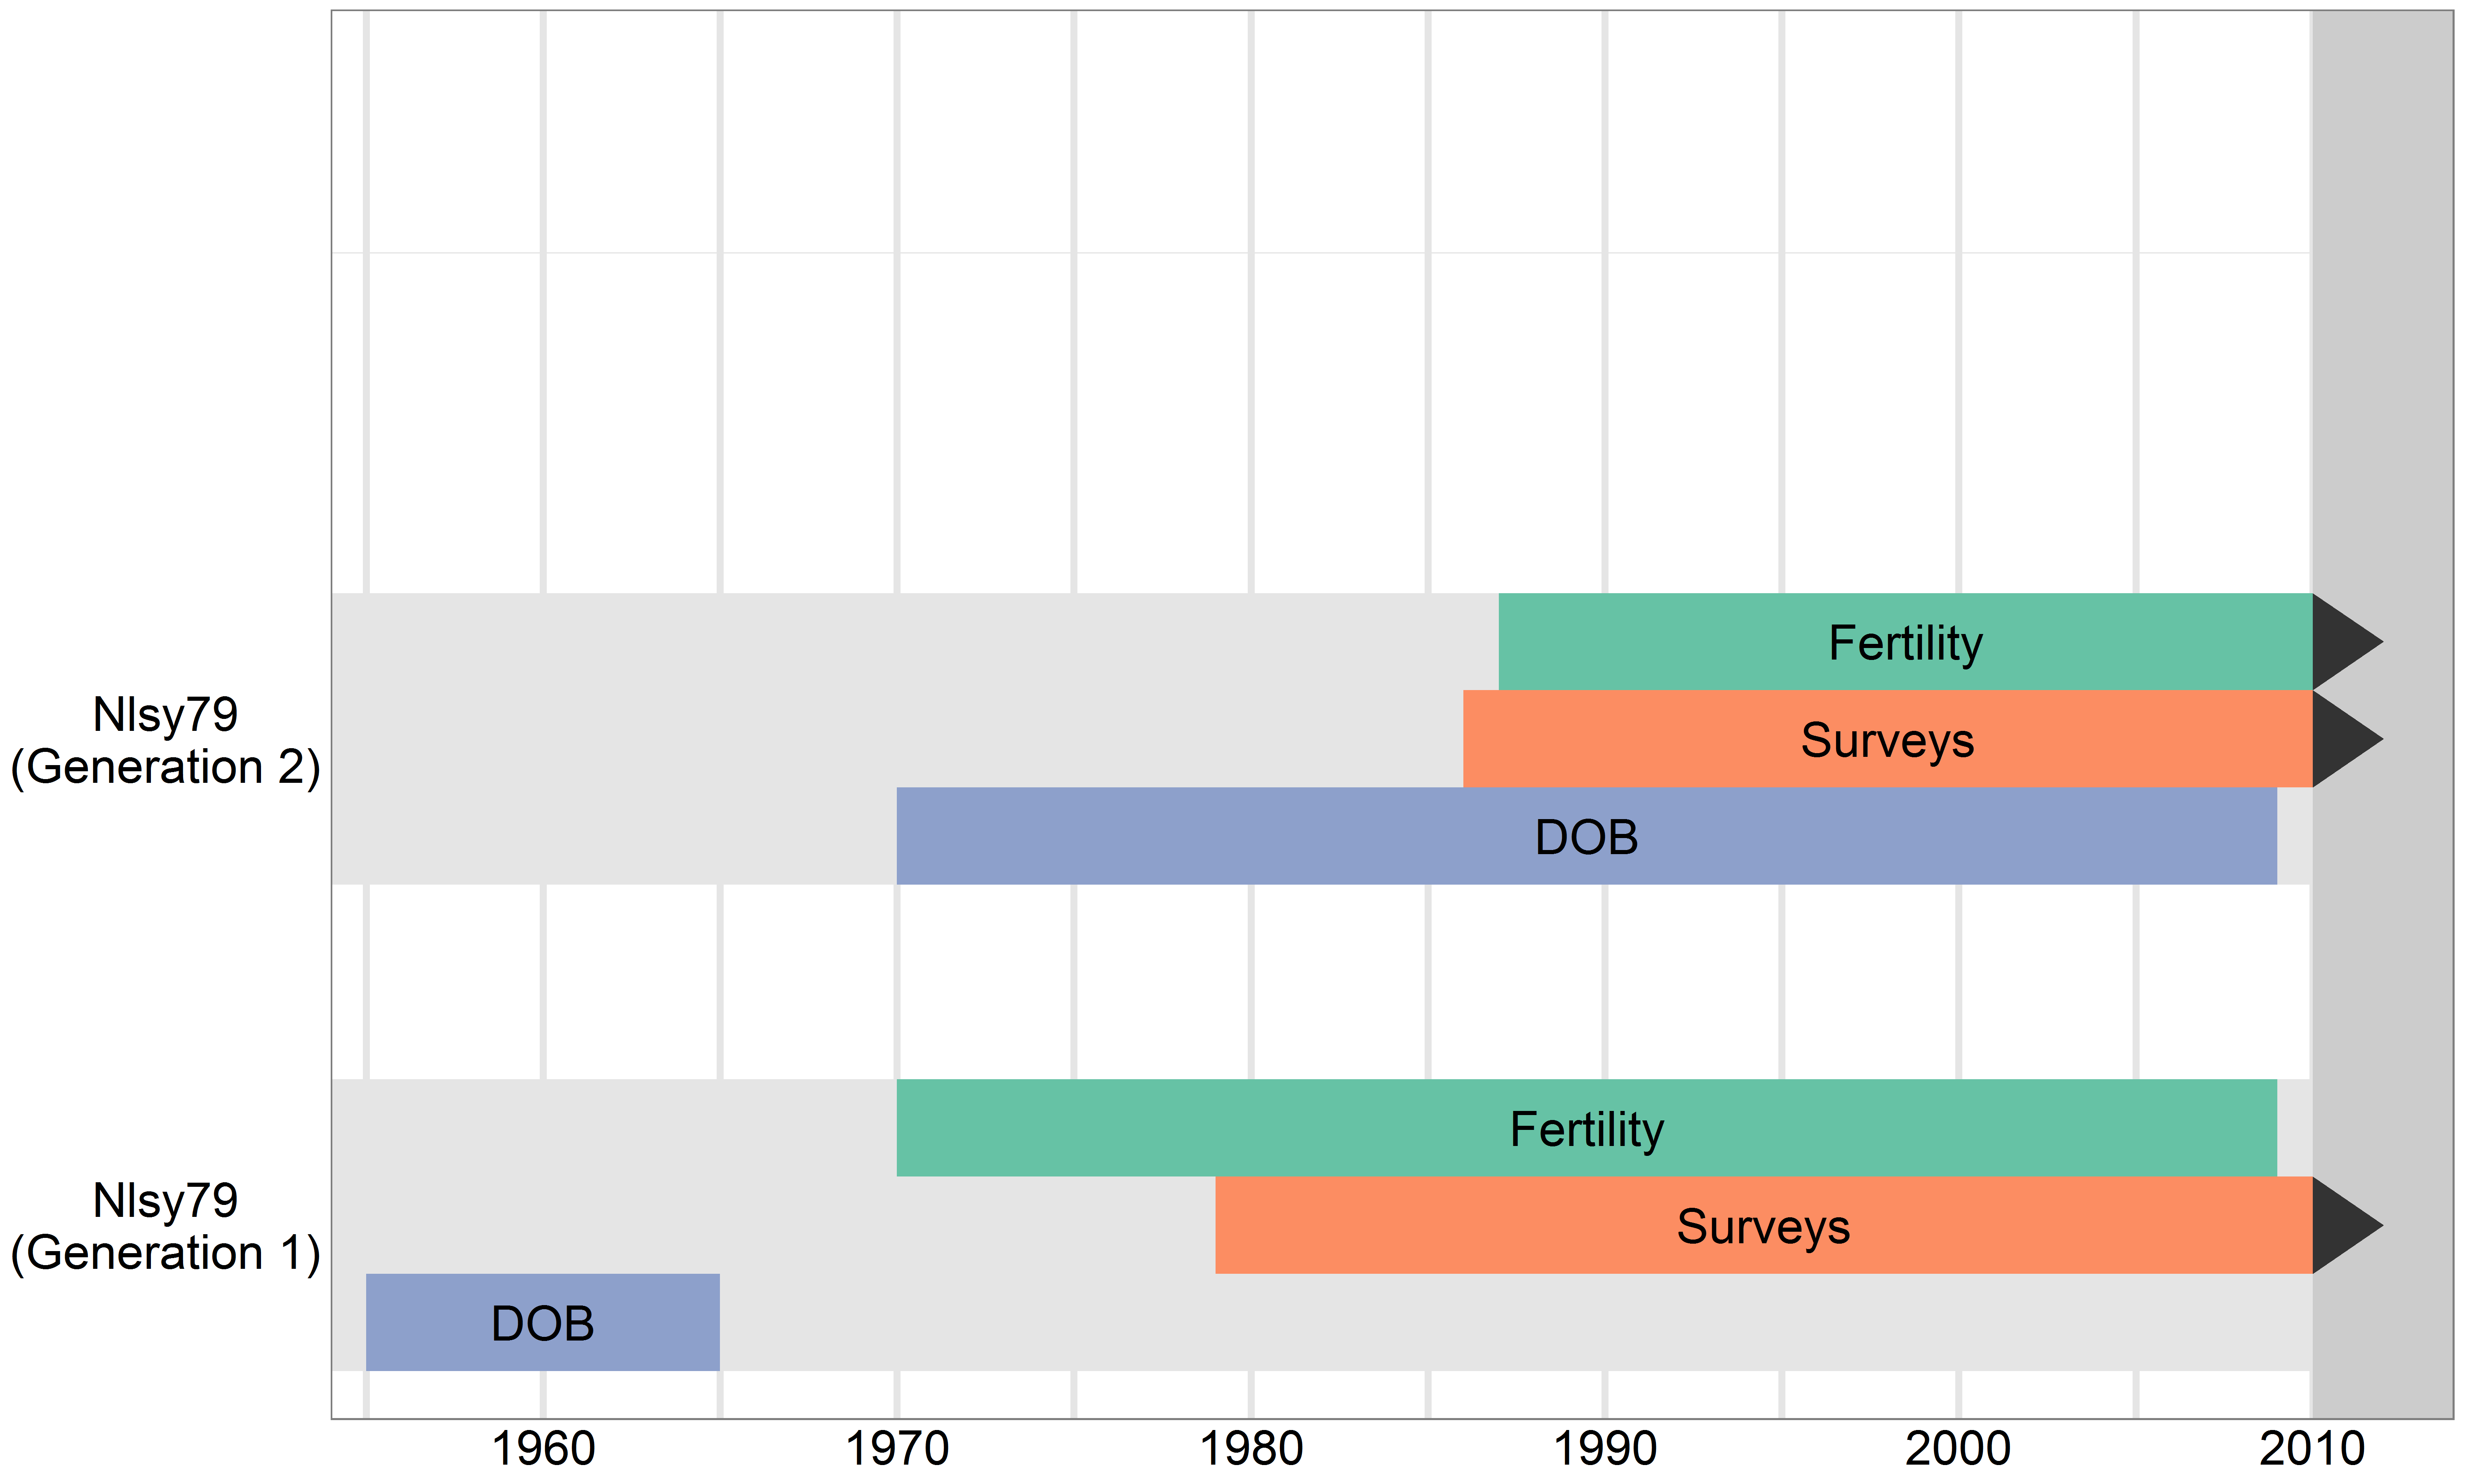 Fertility
Nlsy79
(Generation 2)
Surveys
DOB
Fertility
Nlsy79
(Generation 1)
Surveys
DOB
1960 1970 1980 1990 2000 2010